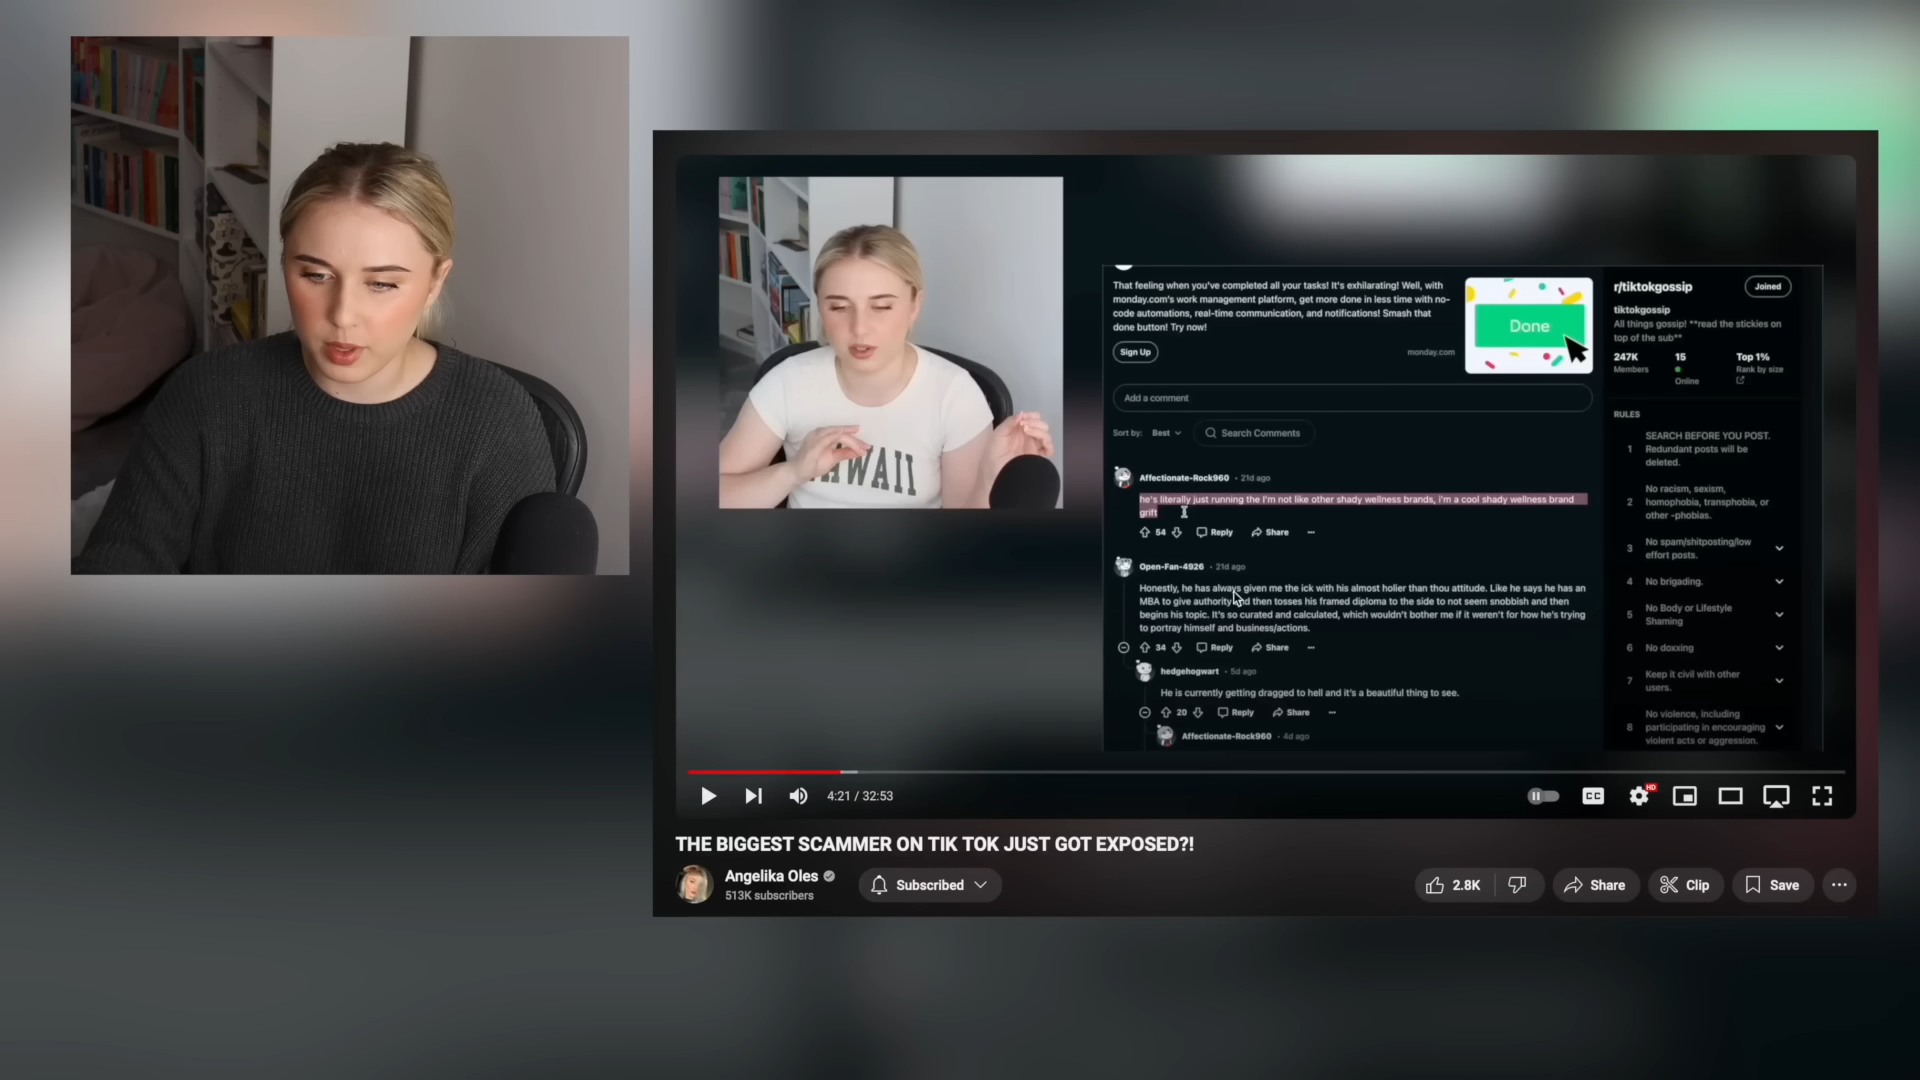 That feeling when you've completed all your tasks! It's exhilarating! Well, with
monday.com's work management platform, get more done in less time with no-
code automations, real-time communication, and notifications! Smash that
done button! Try now!
Sign Up
monday.com
Done
Add a comment
Sort by: Best
Search Comments
Affectionate-Rock960 • 21d ago
he's literally just running the I'm not like other shady wellness brands, i'm a cool shady wellness brand
grift
54 Reply Share
Open-Fan-4926 • 21d ago
Honestly, he has always given me the ick with his almost holier than thou attitude. Like he says he has an
MBA to give authority and then tosses his framed diploma to the side to not seem snobbish and then
begins his topic. It's so curated and calculated, which wouldn't bother me if it weren't for how he's trying
to portray himself and business/actions.
34 Reply Share
hedgehogwart • 5d ago
He is currently getting dragged to hell and it's a beautiful thing to see.
20 Reply Share
Affectionate-Rock960 • 4d ago
r/tiktokgossip
Joined
tiktokgossip
All things gossip! **read the stickies on
top of the sub**
247K 15 Top 1%
Members Online Rank by size
RULES
1 SEARCH BEFORE YOU POST.
Redundant posts will be
deleted.
2 No racism, sexism,
homophobia, transphobia, or
other -phobias.
3 No spam/shitposting/low
effort posts.
4 No brigading.
5 No Body or Lifestyle
Shaming
6 No doxxing
7 Keep it civil with other
users.
8 No violence, including
participating in encouraging
violent acts or aggression.
4:21 / 32:53
CC
HD
THE BIGGEST SCAMMER ON TIK TOK JUST GOT EXPOSED?!
Angelika Oles
513K subscribers
Subscribed
2.8K
Share
Clip
Save